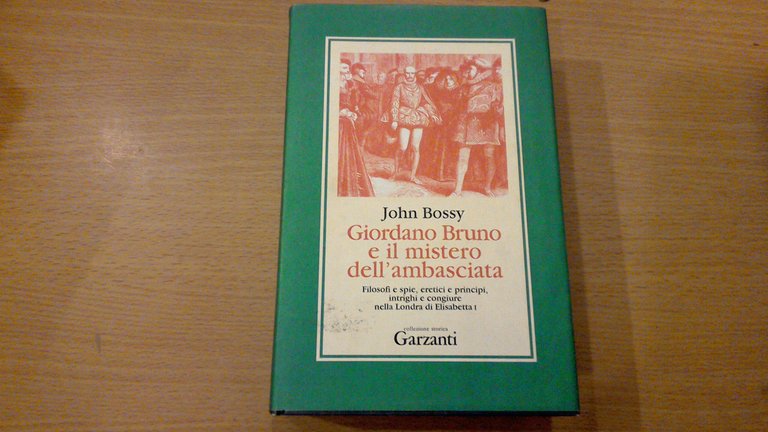 John Bossy
Giordano Bruno
e il mistero
dell'ambasciata
Filosofi e spie, eretici e principi,
intrighi e congiure
nella Londra di Elisabetta I
collezione storica
Garzanti